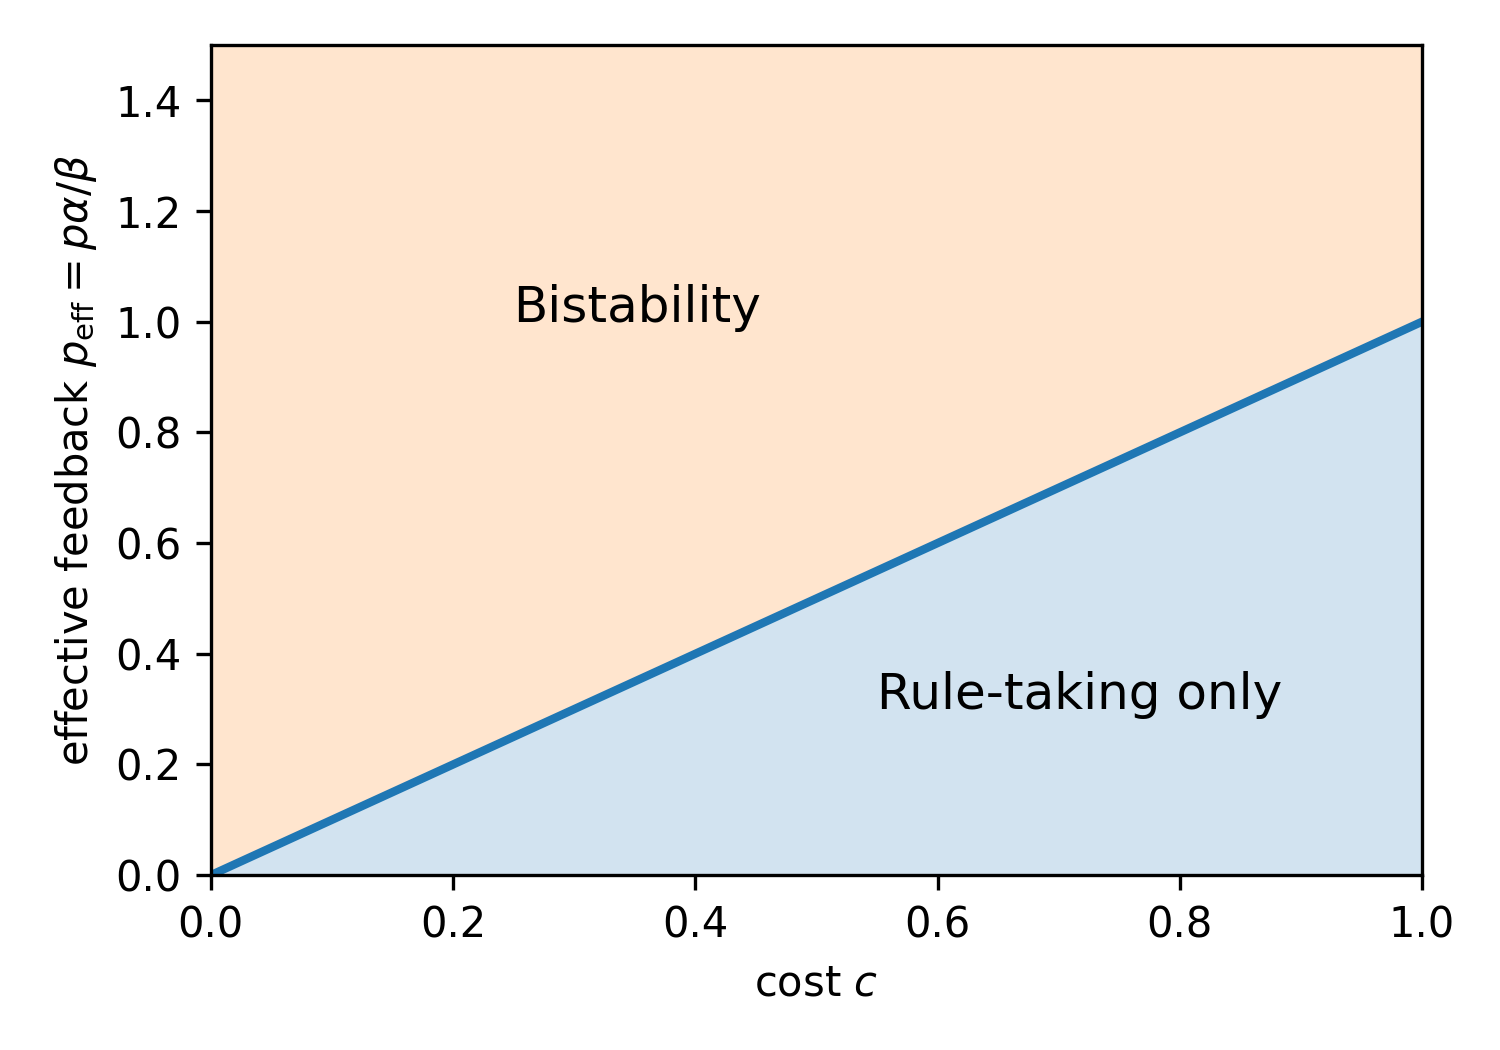 effective feedback p_eff = pα/β
1.4
1.2
1.0
0.8
0.6
0.4
0.2
0.0
Bistability
Rule-taking only
0.0 0.2 0.4 0.6 0.8 1.0
cost c